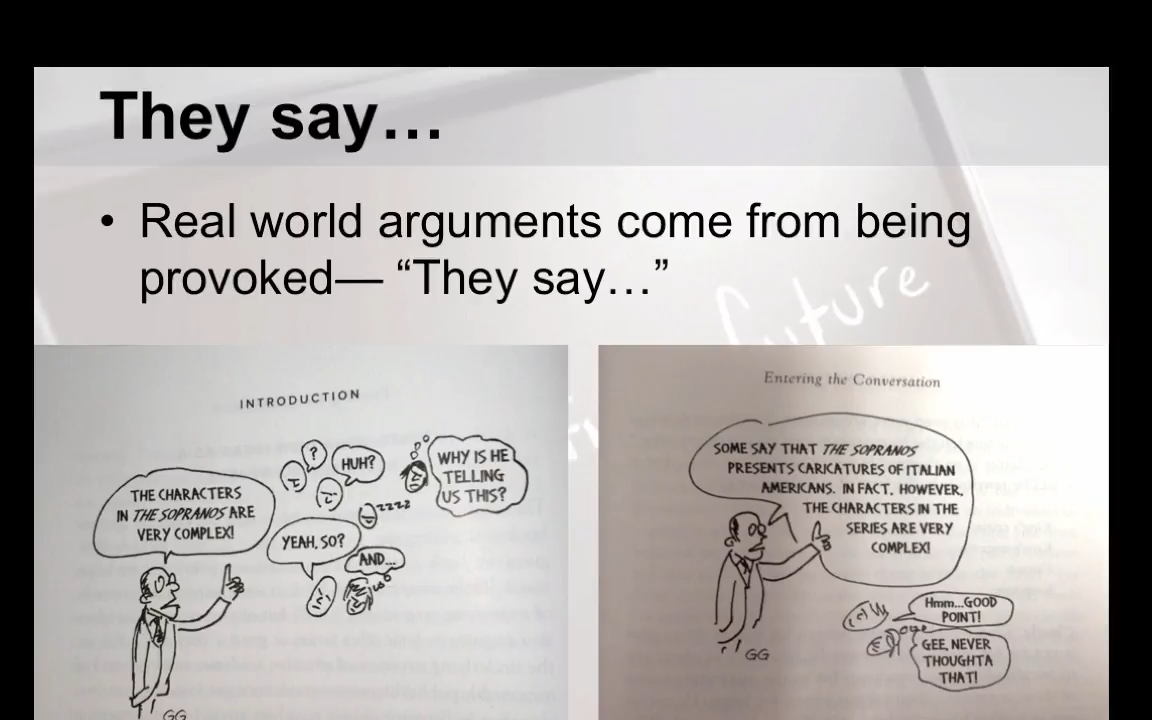 They say…
• Real world arguments come from being
provoked— “They say…”
future
INTRODUCTION
THE CHARACTERS
IN THE SOPRANOS ARE
VERY COMPLEX!
?
HUH?
WHY IS HE
TELLING
US THIS?
ZZZZ
YEAH, SO?
AND...
GG
Entering the Conversation
SOME SAY THAT THE SOPRANOS
PRESENTS CARICATURES OF ITALIAN
AMERICANS. IN FACT, HOWEVER,
THE CHARACTERS IN THE
SERIES ARE VERY
COMPLEX!
Hmm...GOOD
POINT!
GEE, NEVER
THOUGHTA
THAT!
GG